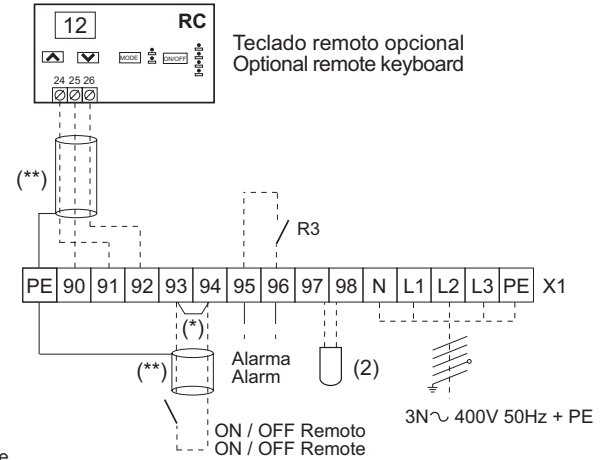 12
RC
MODE
ON/OFF
24 25 26
Teclado remoto opcional
Optional remote keyboard
(**)
R3
PE 90 91 92 93 94 95 96 97 98 N L1 L2 L3 PE X1
(*)
(**)
Alarma
Alarm
(2)
3N~ 400V 50Hz + PE
ON / OFF Remoto
ON / OFF Remote
e